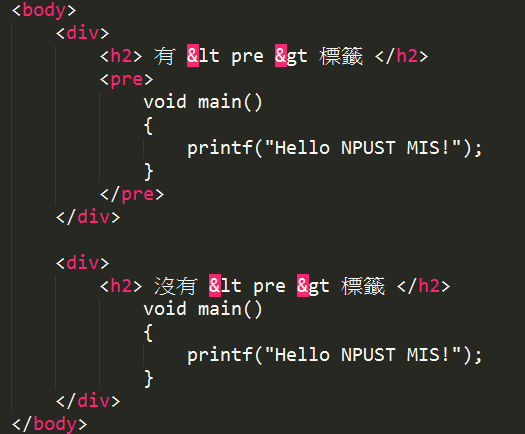 <body>
<div>
<h2> 有 &lt pre &gt 標籤 </h2>
<pre>
void main()
{
printf("Hello NPUST MIS!");
}
</pre>
</div>
<div>
<h2> 沒有 &lt pre &gt 標籤 </h2>
void main()
{
printf("Hello NPUST MIS!");
}
</div>
</body>